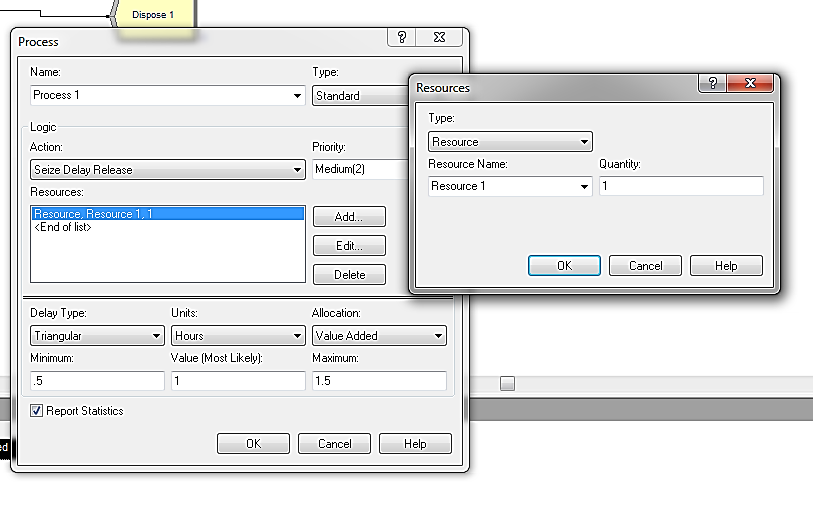 Dispose 1
Process
Name:
Type:
Process 1
Standard
Logic
Action:
Priority:
Seize Delay Release
Medium(2)
Resources:
Resource, Resource 1, 1
<End of list>
Add...
Edit...
Delete
Delay Type:
Units:
Allocation:
Triangular
Hours
Value Added
Minimum:
Value (Most Likely):
Maximum:
.5
1
1.5
Report Statistics
OK
Cancel
Help
ed
Resources
Type:
Resource
Resource Name:
Quantity:
Resource 1
1
OK
Cancel
Help